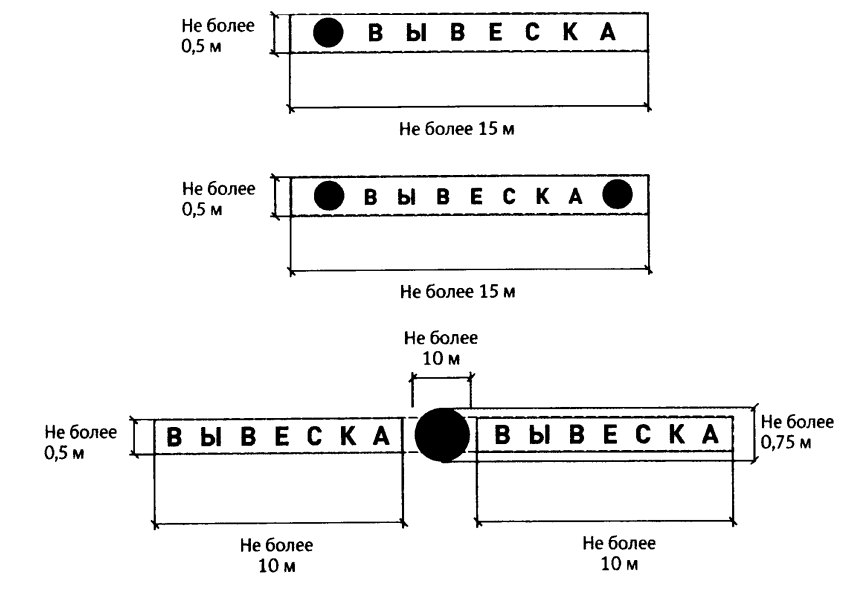 Не более
0,5 м
В Ы В Е С К А
Не более 15 м
Не более
0,5 м
В Ы В Е С К А
Не более 15 м
Не более
10 м
Не более
0,5 м
В Ы В Е С К А
В Ы В Е С К А
Не более
0,75 м
Не более
10 м
Не более
10 м